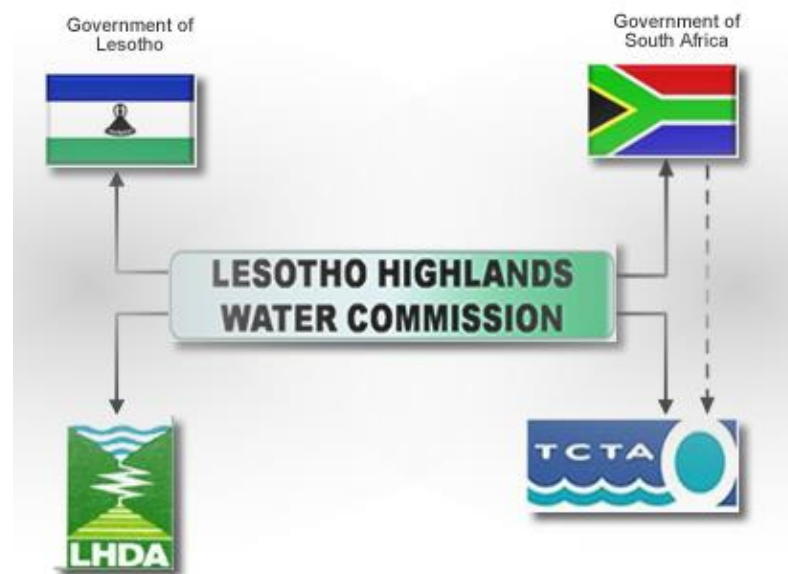 Government of
Lesotho
Government of
South Africa
LESOTHO HIGHLANDS
WATER COMMISSION
LHDA
TCTA